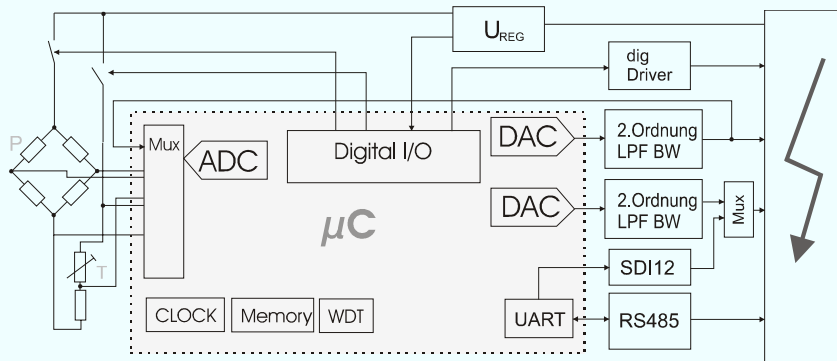 U REG
dig
Driver
P
Mux
ADC
Digital I/O
DAC
2.Ordnung
LPF BW
DAC
2.Ordnung
LPF BW
Mux
µC
T
SDI12
CLOCK
Memory
WDT
UART
RS485